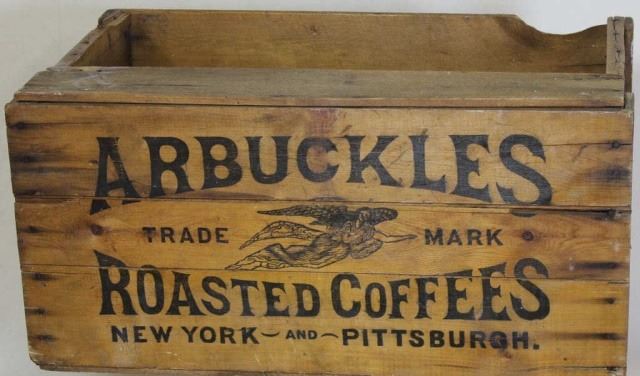 ARBUCKLES
TRADE MARK
ROASTED COFFEES
NEW YORK~AND~PITTSBURGH.